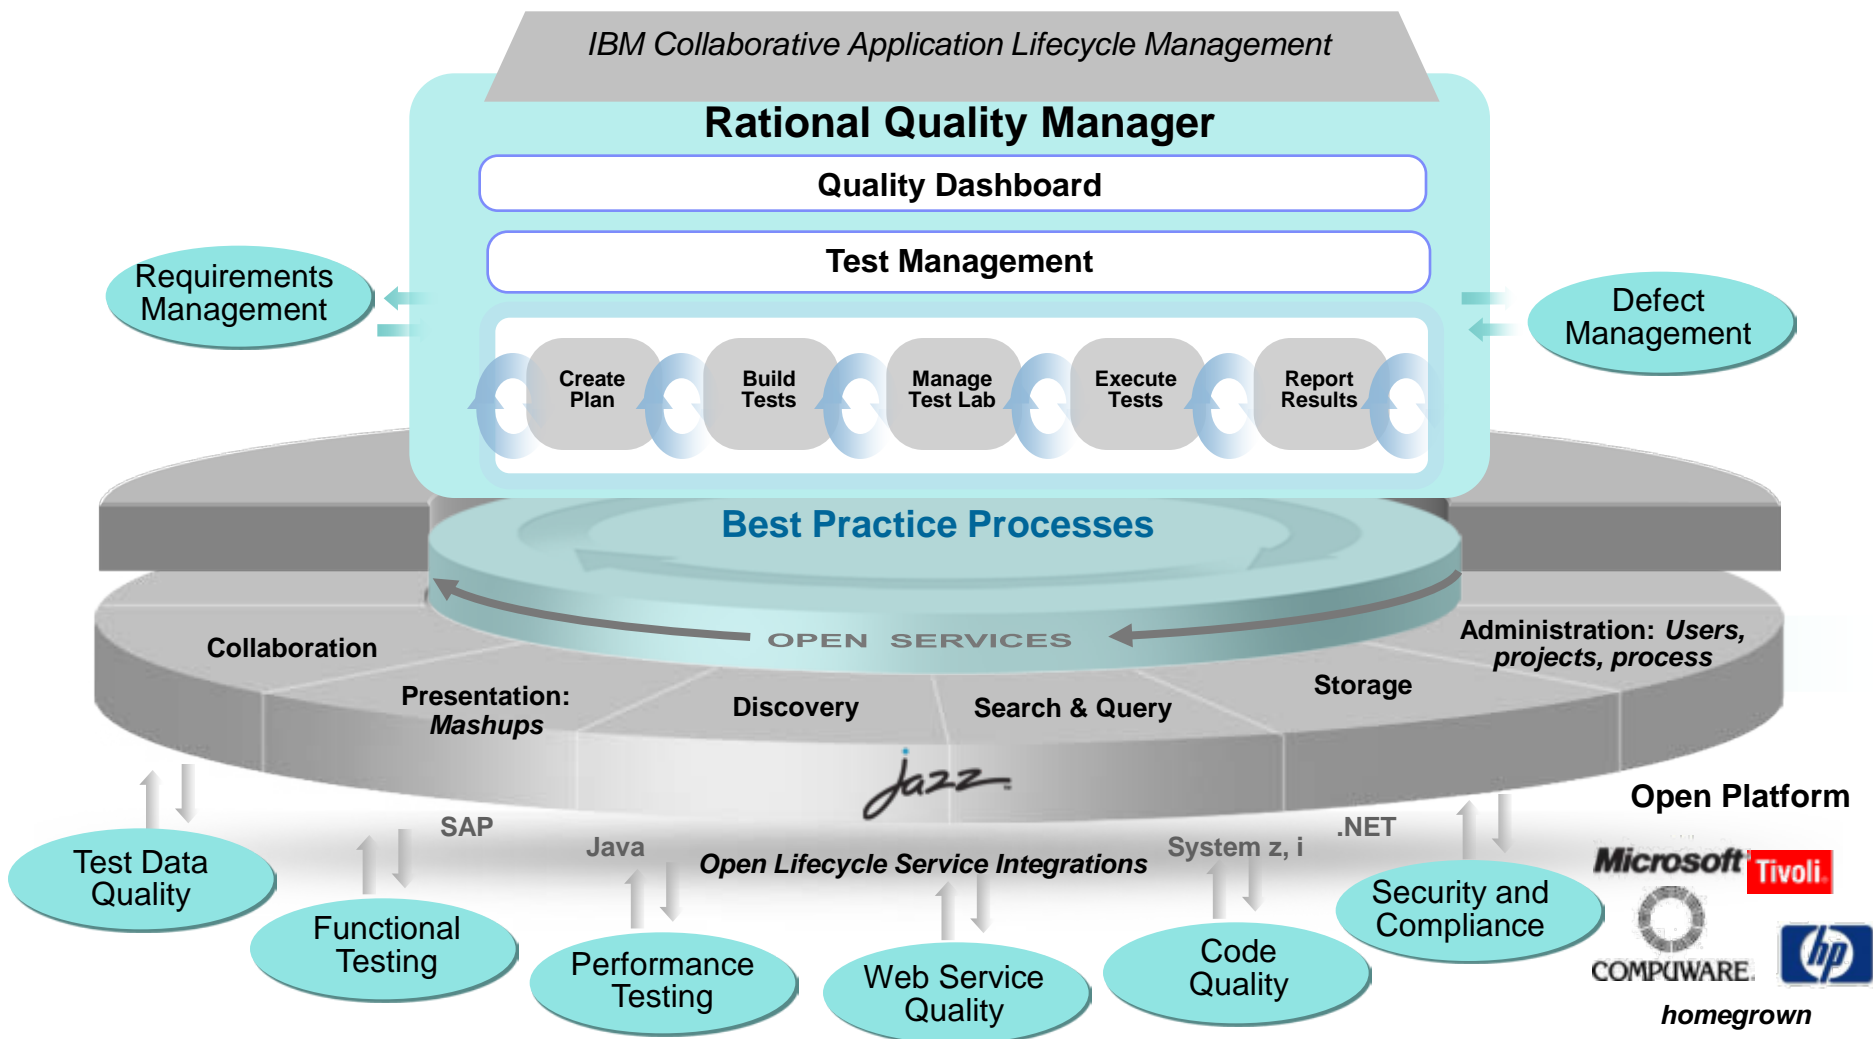 IBM Collaborative Application Lifecycle Management
Rational Quality Manager
Quality Dashboard
Test Management
Requirements
Management
Defect
Management
Create
Plan
Build
Tests
Manage
Test Lab
Execute
Tests
Report
Results
Best Practice Processes
OPEN SERVICES
Collaboration
Presentation:
Mashups
Discovery
Search & Query
Storage
Administration: Users,
projects, process
jazz
Open Platform
SAP
Java
Open Lifecycle Service Integrations
System z, i
.NET
Test Data
Quality
Functional
Testing
Performance
Testing
Web Service
Quality
Code
Quality
Security and
Compliance
Microsoft
Tivoli.
COMPUWARE.
hp
homegrown